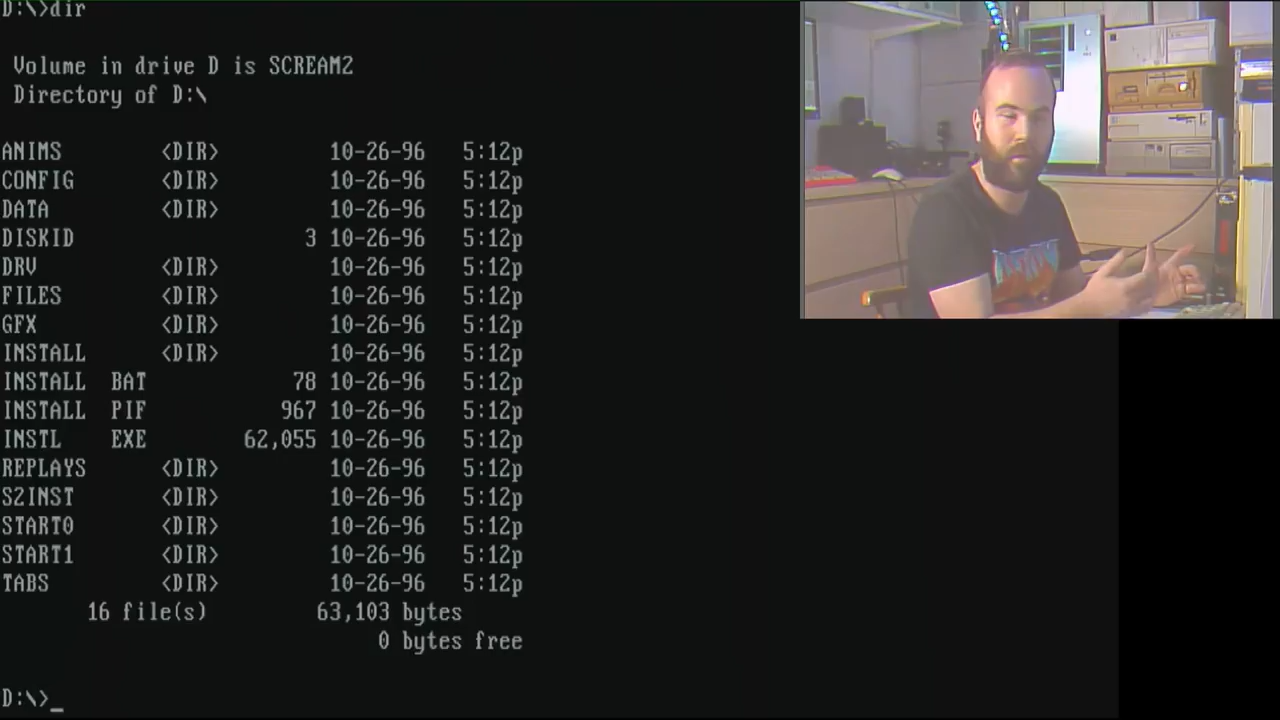 D:\>dir
Volume in drive D is SCREAM2
Directory of D:\
ANIMS <DIR> 10-26-96 5:12p
CONFIG <DIR> 10-26-96 5:12p
DATA <DIR> 10-26-96 5:12p
DISKID 3 10-26-96 5:12p
DRV <DIR> 10-26-96 5:12p
FILES <DIR> 10-26-96 5:12p
GFX <DIR> 10-26-96 5:12p
INSTALL <DIR> 10-26-96 5:12p
INSTALL BAT 78 10-26-96 5:12p
INSTALL PIF 967 10-26-96 5:12p
INSTL EXE 62,055 10-26-96 5:12p
REPLAYS <DIR> 10-26-96 5:12p
S2INST <DIR> 10-26-96 5:12p
START0 <DIR> 10-26-96 5:12p
START1 <DIR> 10-26-96 5:12p
TABS <DIR> 10-26-96 5:12p
16 file(s) 63,103 bytes
0 bytes free
D:\>_